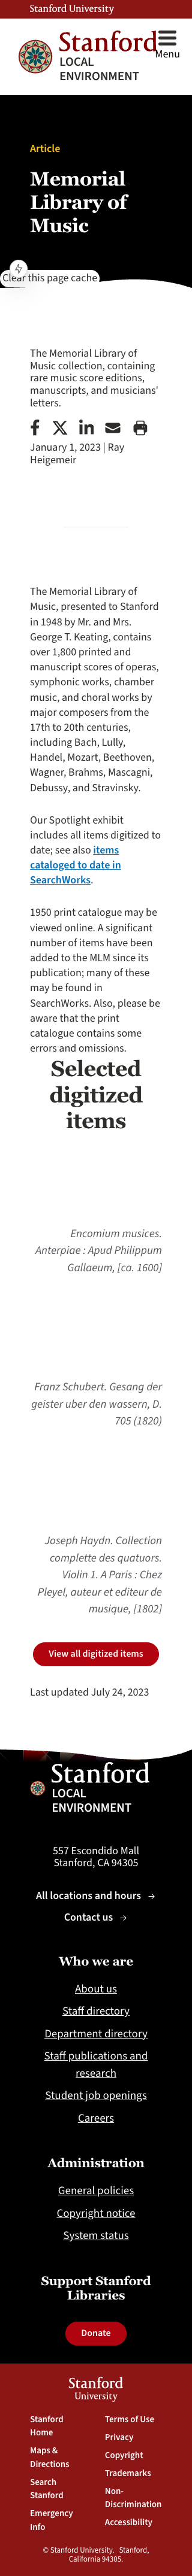 Stanford University
Stanford
LOCAL
ENVIRONMENT
Menu
Article
Memorial
Library of
Music
Clear this page cache
The Memorial Library of
Music collection, containing
rare music score editions,
manuscripts, and musicians'
letters.
January 1, 2023 | Ray
Heigemeir
The Memorial Library of
Music, presented to Stanford
in 1948 by Mr. and Mrs.
George T. Keating, contains
over 1,800 printed and
manuscript scores of operas,
symphonic works, chamber
music, and choral works by
major composers from the
17th to 20th centuries,
including Bach, Lully,
Handel, Mozart, Beethoven,
Wagner, Brahms, Mascagni,
Debussy, and Stravinsky.
Our Spotlight exhibit
includes all items digitized to
date; see also items
cataloged to date in
SearchWorks.
1950 print catalogue may be
viewed online. A significant
number of items have been
added to the MLM since its
publication; many of these
may be found in
SearchWorks. Also, please be
aware that the print
catalogue contains some
errors and omissions.
Selected
digitized
items
Encomium musices.
Anterpiae : Apud Philippum
Gallaeum, [ca. 1600]
Franz Schubert. Gesang der
geister uber den wassern, D.
705 (1820)
Joseph Haydn. Collection
complette des quatuors.
Violin 1. A Paris : Chez
Pleyel, auteur et editeur de
musique, [1802]
View all digitized items
Last updated July 24, 2023
Stanford
LOCAL
ENVIRONMENT
557 Escondido Mall
Stanford, CA 94305
All locations and hours →
Contact us →
Who we are
About us
Staff directory
Department directory
Staff publications and
research
Student job openings
Careers
Administration
General policies
Copyright notice
System status
Support Stanford
Libraries
Donate
Stanford
University
Stanford
Home
Maps &
Directions
Search
Stanford
Emergency
Info
Terms of Use
Privacy
Copyright
Trademarks
Non-
Discrimination
Accessibility
© Stanford University. Stanford,
California 94305.